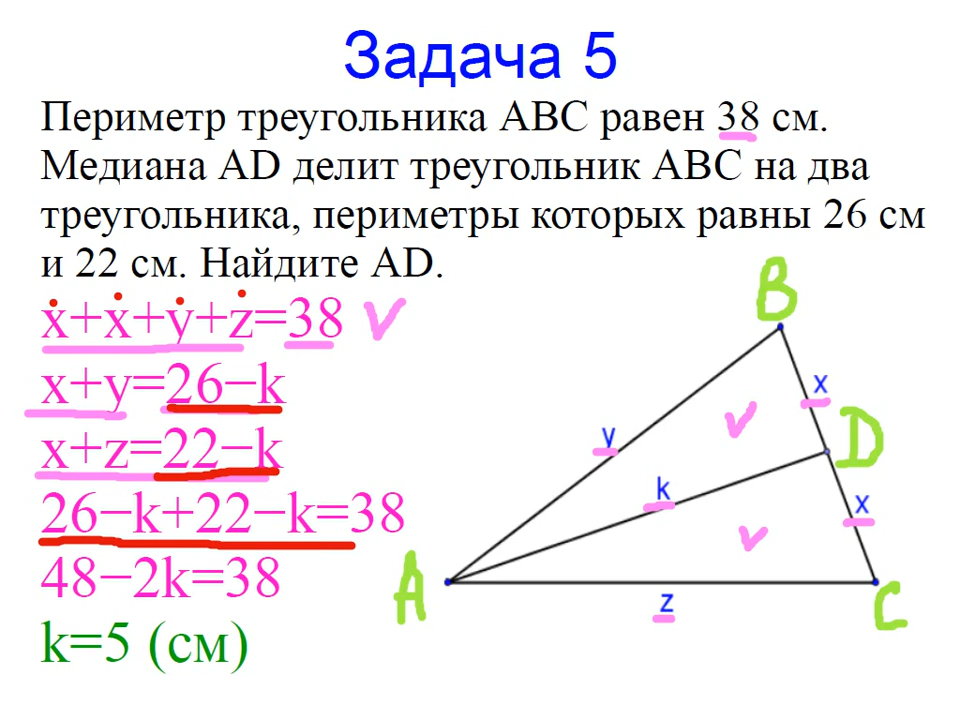 Задача 5
Периметр треугольника ABC равен 38 см.
Медиана AD делит треугольник ABC на два
треугольника, периметры которых равны 26 см
и 22 см. Найдите AD.
x+x+y+z=38
x+y=26−k
x+z=22−k
26−k+22−k=38
48−2k=38
k=5 (см)
B
x
y
D
k
x
A
z
C